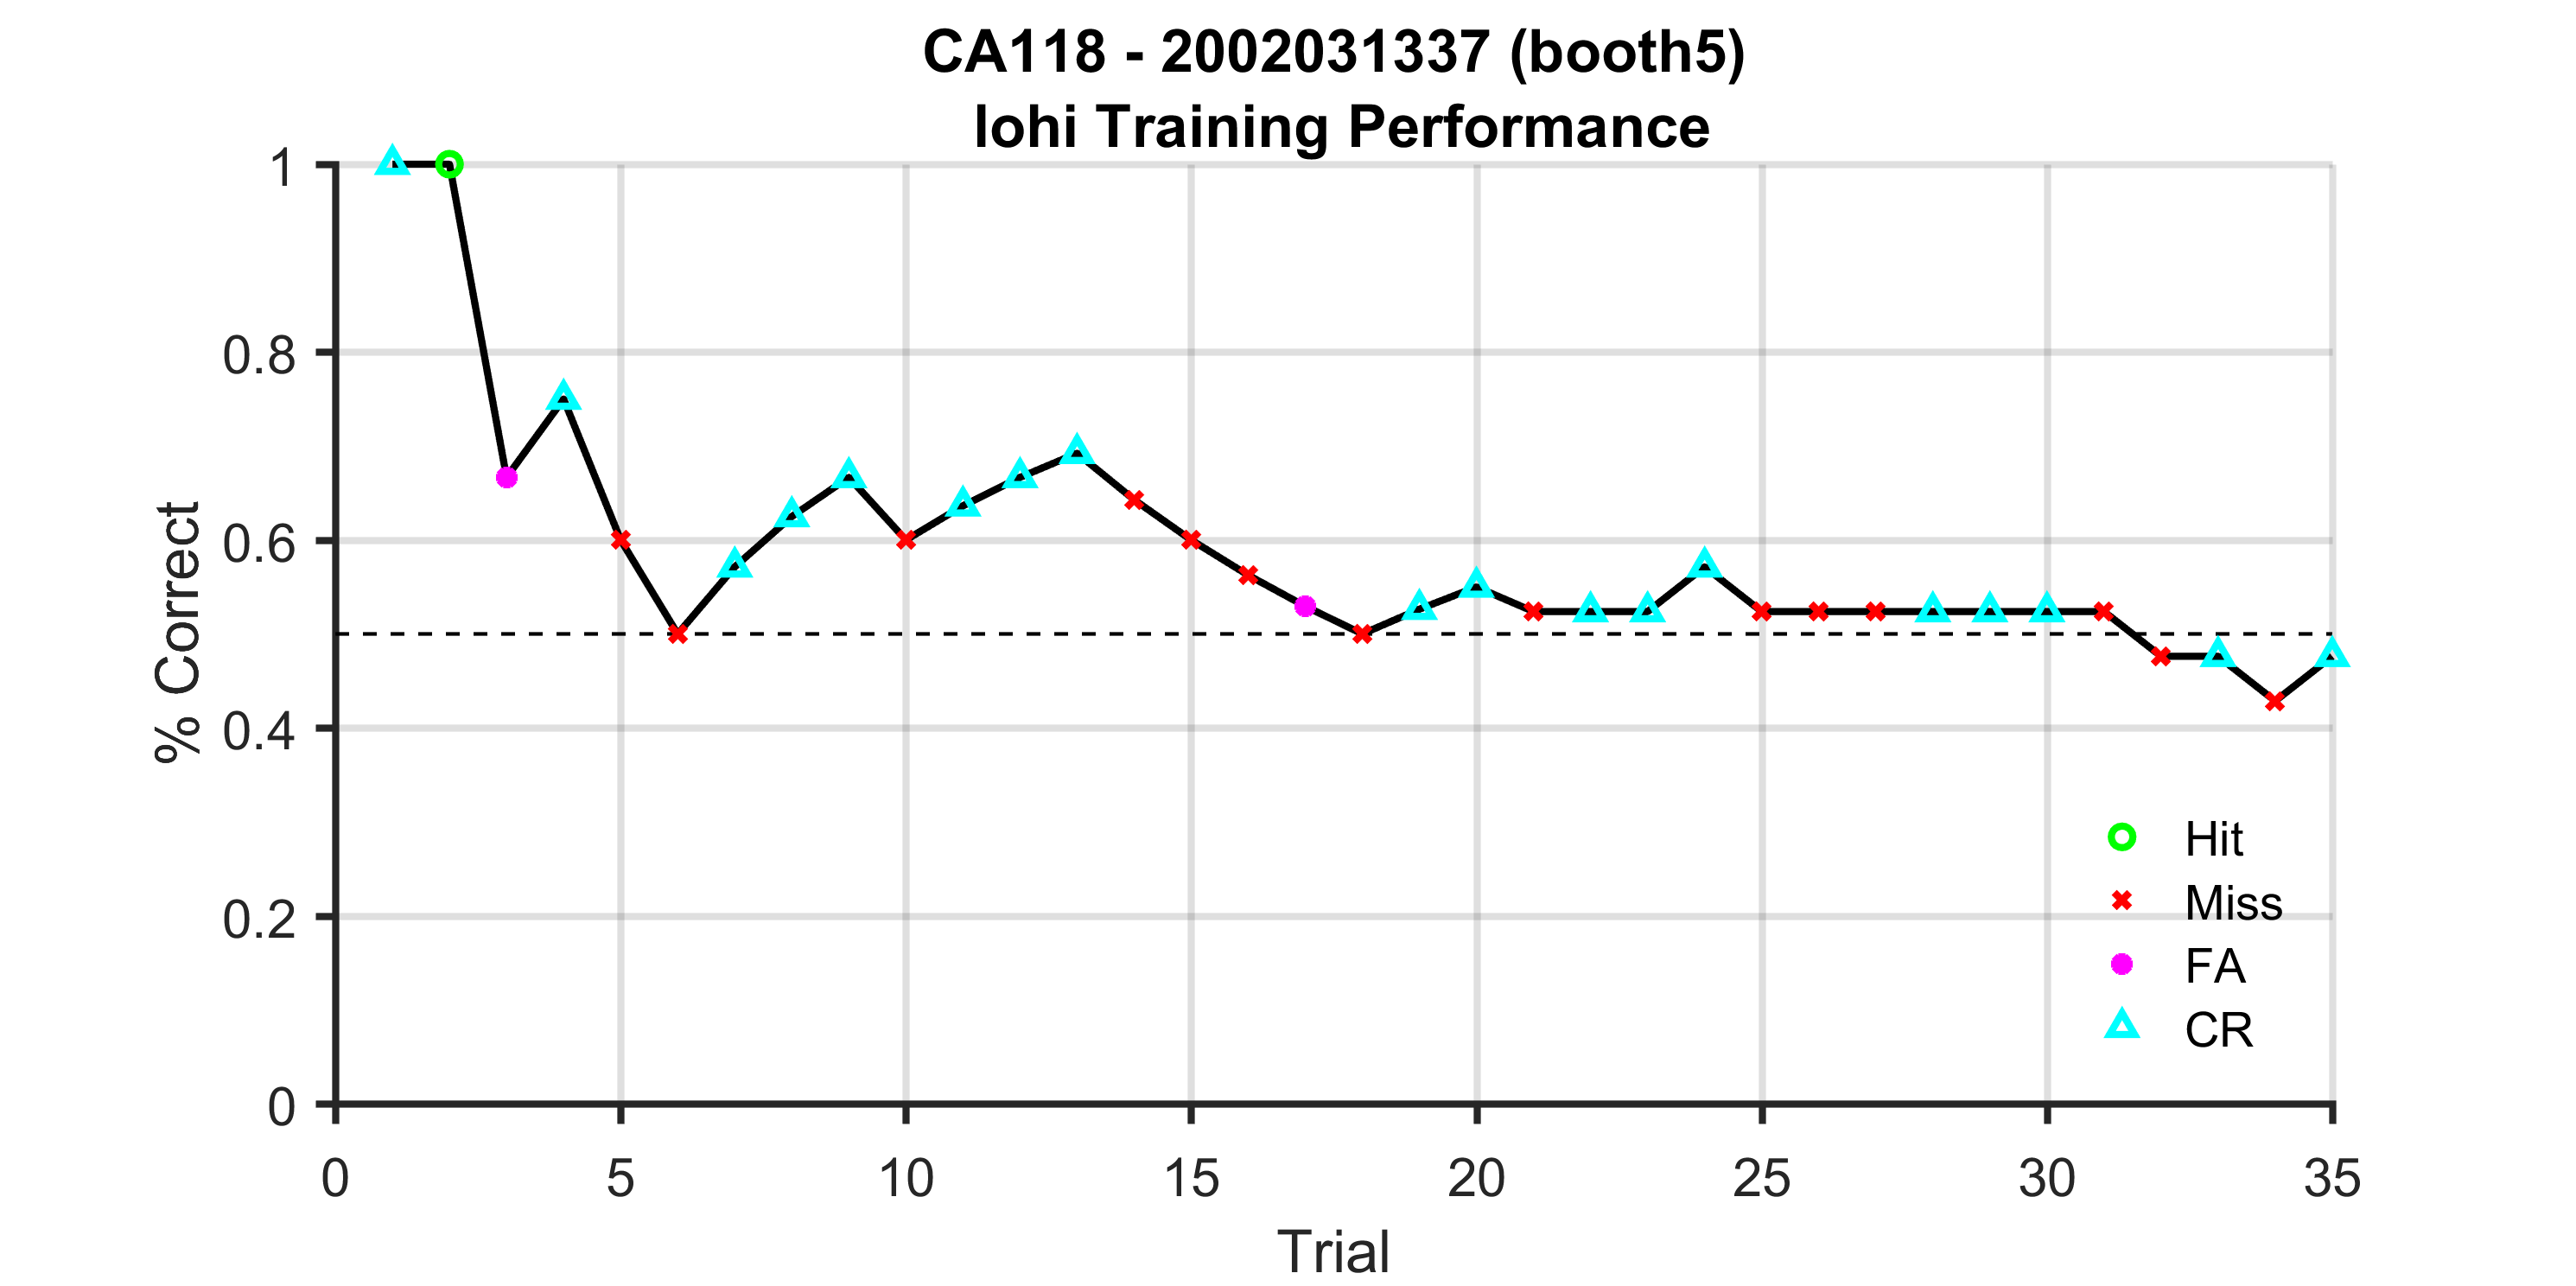 CA118 - 2002031337 (booth5)
lohi Training Performance
1
0.8
0.6
0.4
0.2
0
% Correct
Hit
Miss
FA
CR
0 5 10 15 20 25 30 35
Trial